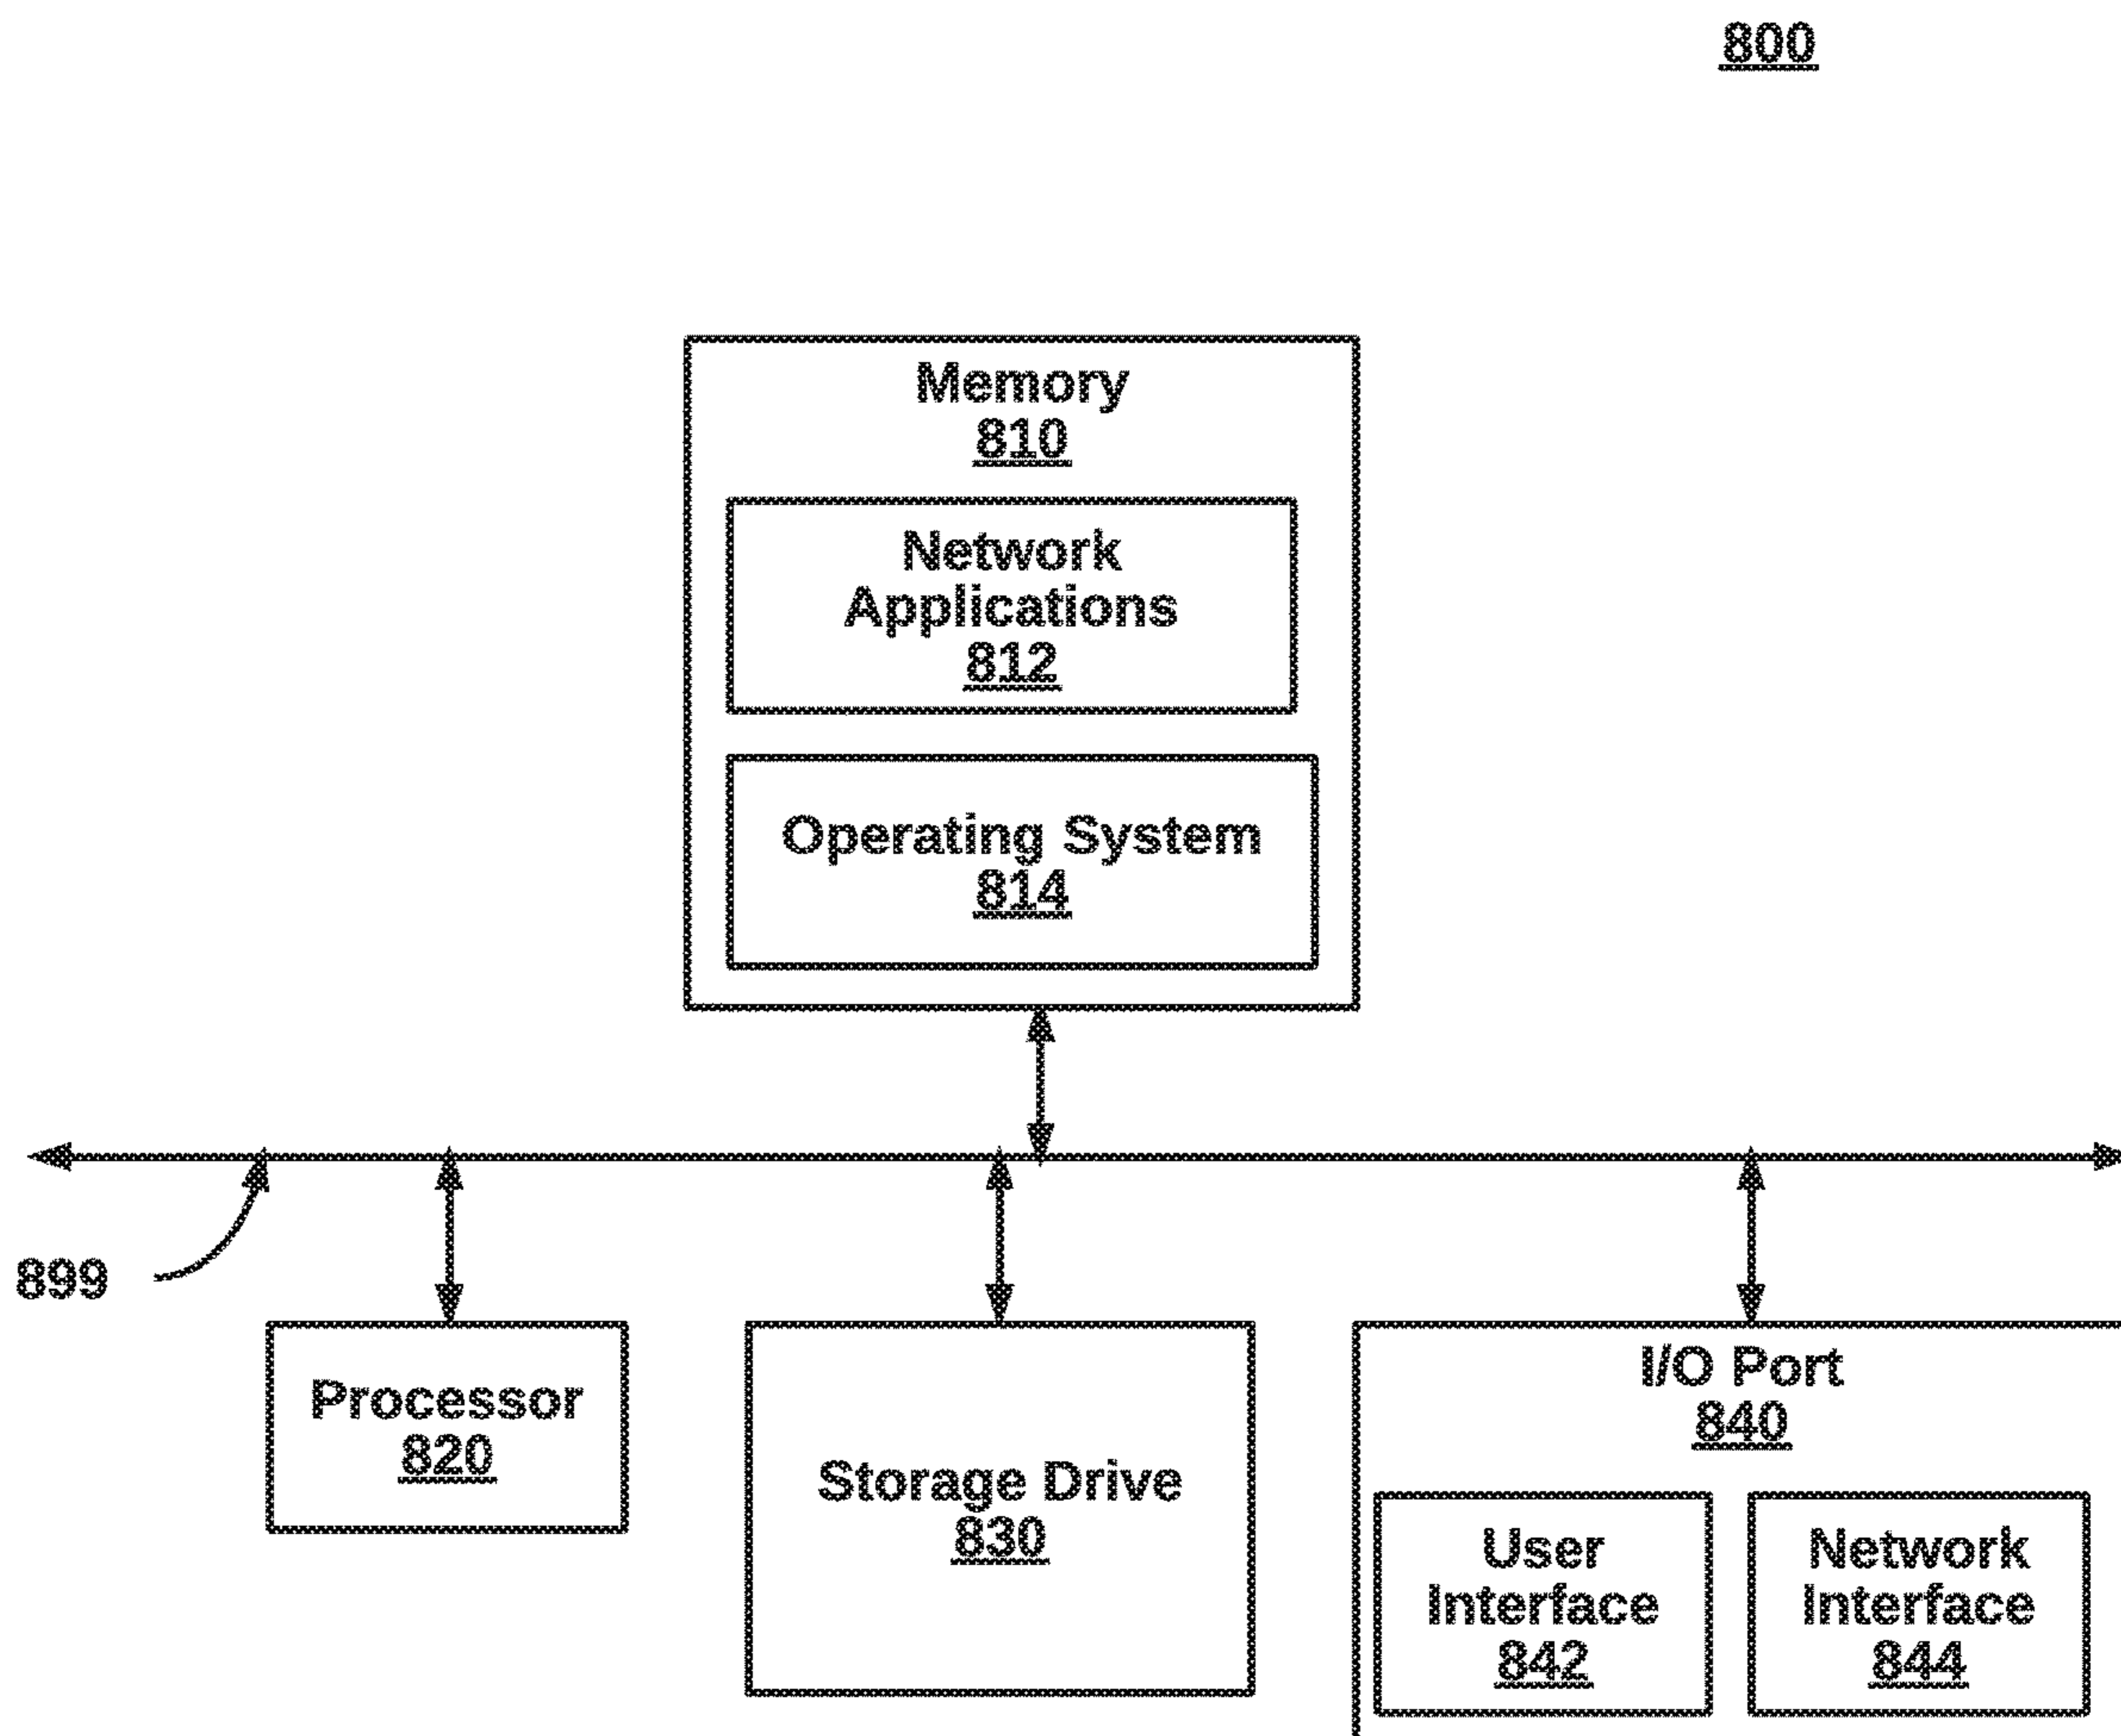 800
Memory
810
Network
Applications
812
Operating System
814
899
Processor
820
Storage Drive
830
I/O Port
840
User
Interface
842
Network
Interface
844